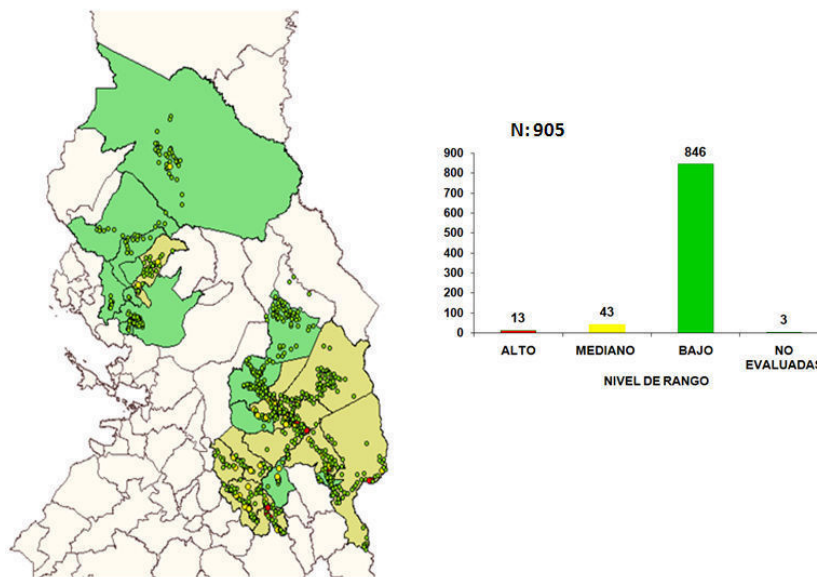 N: 905
900
800
700
600
500
400
300
200
100
0
13
43
846
3
ALTO
MEDIANO
BAJO
NO
EVALUADAS
NIVEL DE RANGO